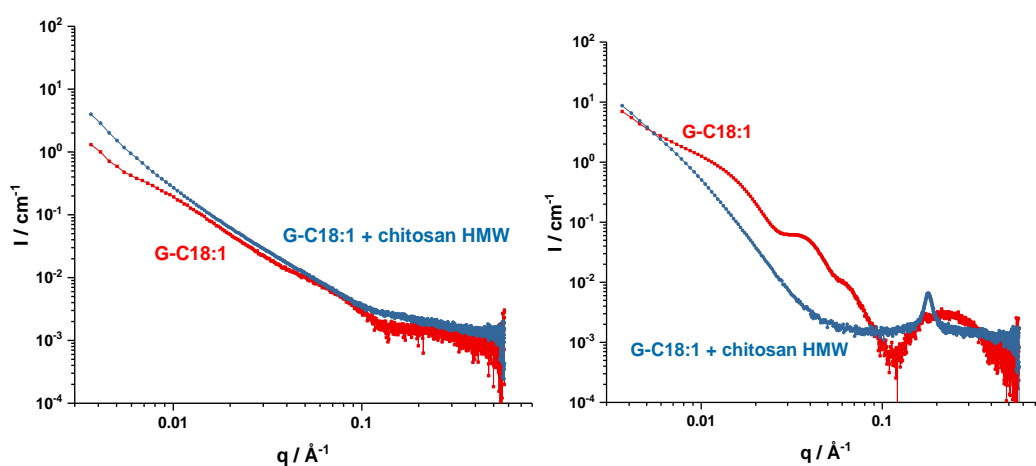 10²
10¹
10⁰
10⁻¹
10⁻²
10⁻³
10⁻⁴
I / cm⁻¹
G-C18:1 + chitosan HMW
G-C18:1
0.01
0.1
q / Å⁻¹
10²
10¹
10⁰
10⁻¹
10⁻²
10⁻³
10⁻⁴
I / cm⁻¹
G-C18:1
G-C18:1 + chitosan HMW
0.01
0.1
q / Å⁻¹